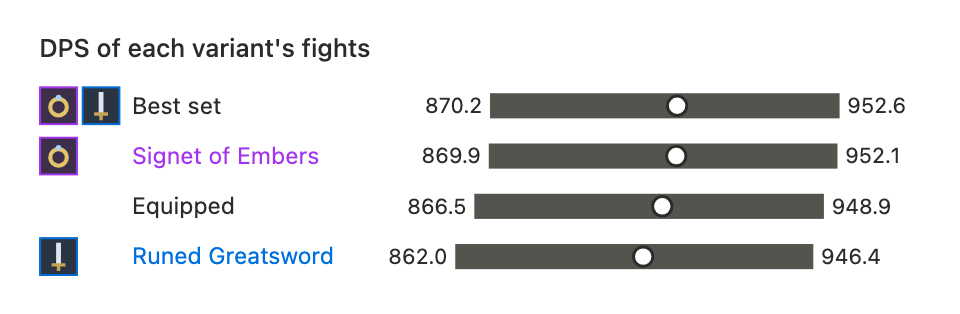 DPS of each variant's fights
Best set 870.2 952.6
Signet of Embers 869.9 952.1
Equipped 866.5 948.9
Runed Greatsword 862.0 946.4